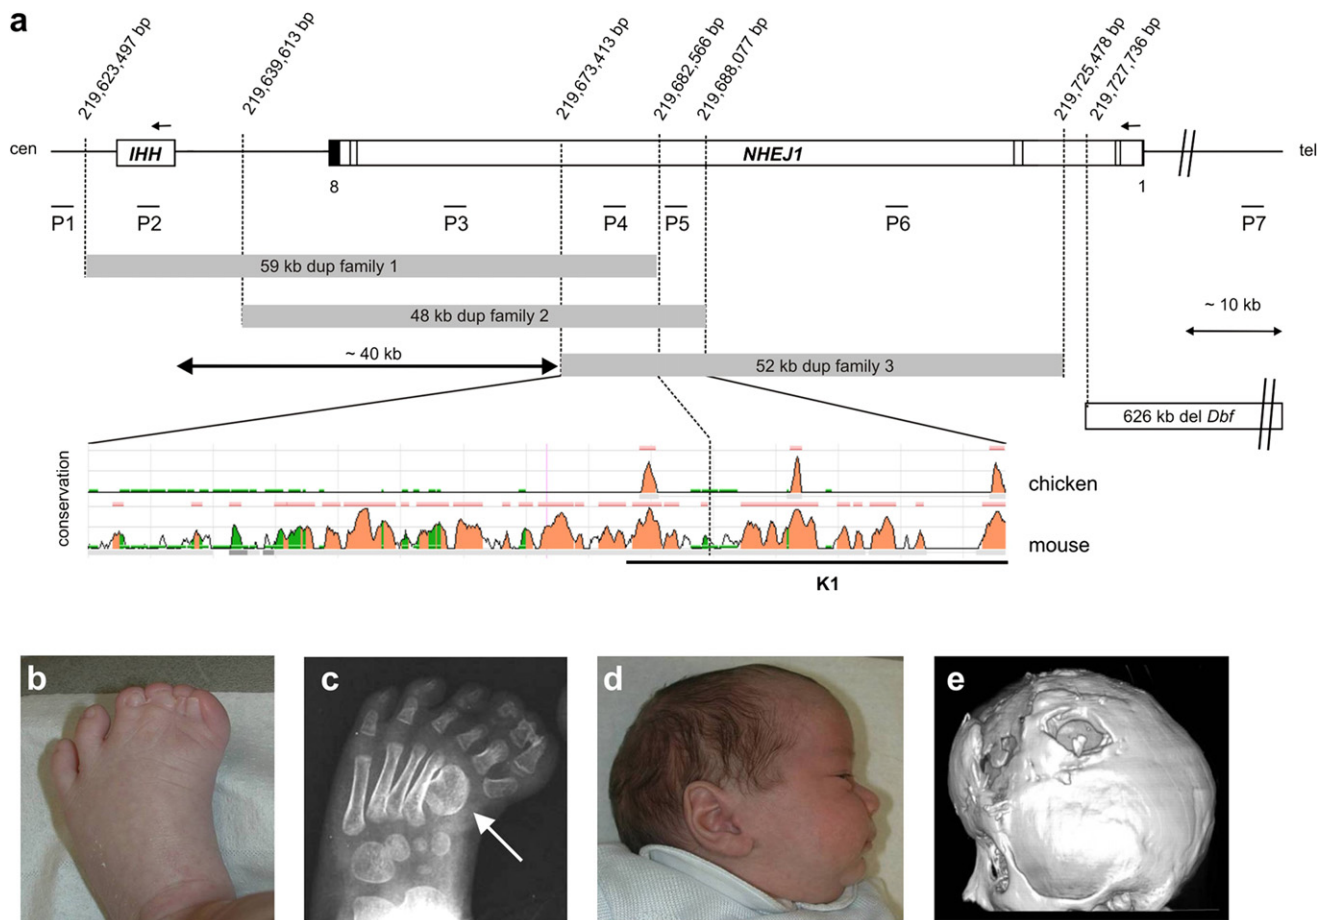 a
219,623,497 bp
219,639,613 bp
219,673,413 bp
219,682,566 bp
219,688,077 bp
219,725,478 bp
219,727,736 bp
cen
IHH
NHEJ1
tel
8
1
P1
P2
P3
P4
P5
P6
P7
59 kb dup family 1
48 kb dup family 2
~ 10 kb
~ 40 kb
52 kb dup family 3
626 kb del Dbf
conservation
chicken
mouse
K1
b
c
d
e